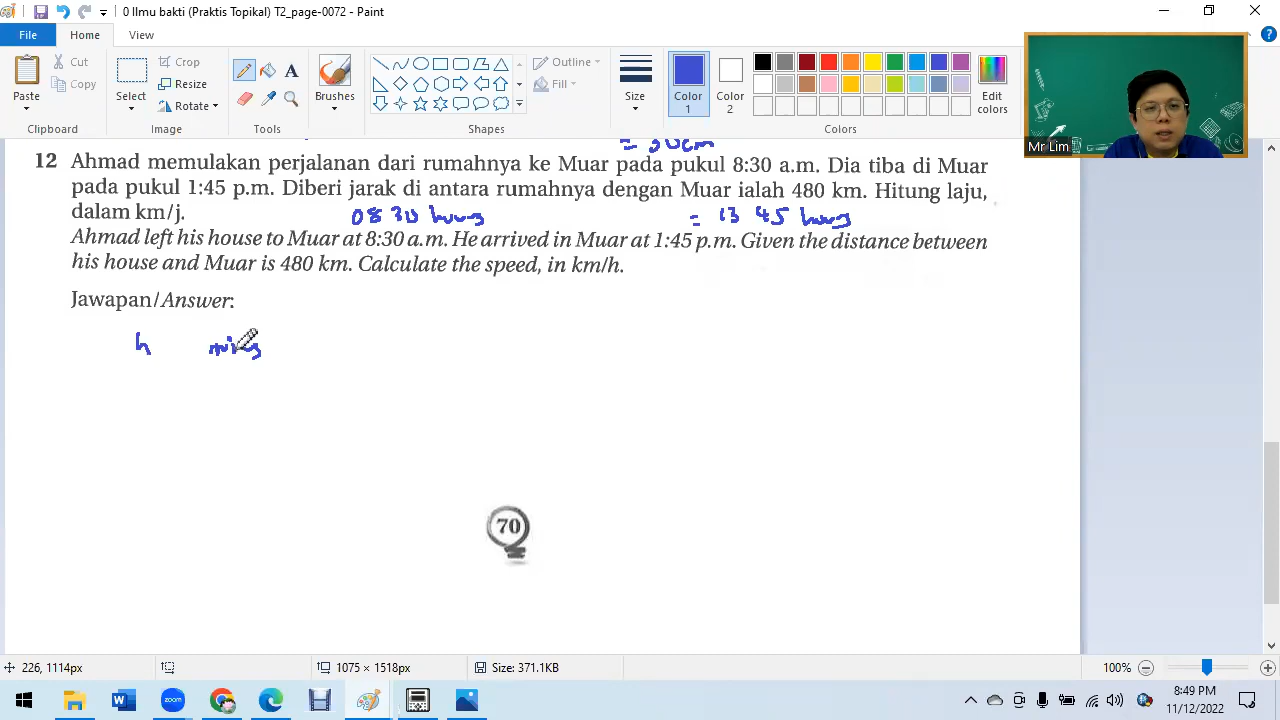 0 Ilmu bakti (Praktis Topikal) T2_page-0072 - Paint
File Home View
Paste Cut Copy Clipboard
Select Crop Resize Rotate Image
Tools
Brushes
Outline Fill Shapes
Size
Color 1 Color 2 Edit colors Colors
Mr Lim
= 30cm
12 Ahmad memulakan perjalanan dari rumahnya ke Muar pada pukul 8:30 a.m. Dia tiba di Muar
pada pukul 1:45 p.m. Diberi jarak di antara rumahnya dengan Muar ialah 480 km. Hitung laju,
dalam km/j.
0830 hours = 1345 hours
Ahmad left his house to Muar at 8:30 a.m. He arrived in Muar at 1:45 p.m. Given the distance between
his house and Muar is 480 km. Calculate the speed, in km/h.
Jawapan/Answer:
h mins
70
226, 1114px 1075 × 1518px Size: 371.1KB 100%
zoom
8:49 PM
11/12/2022